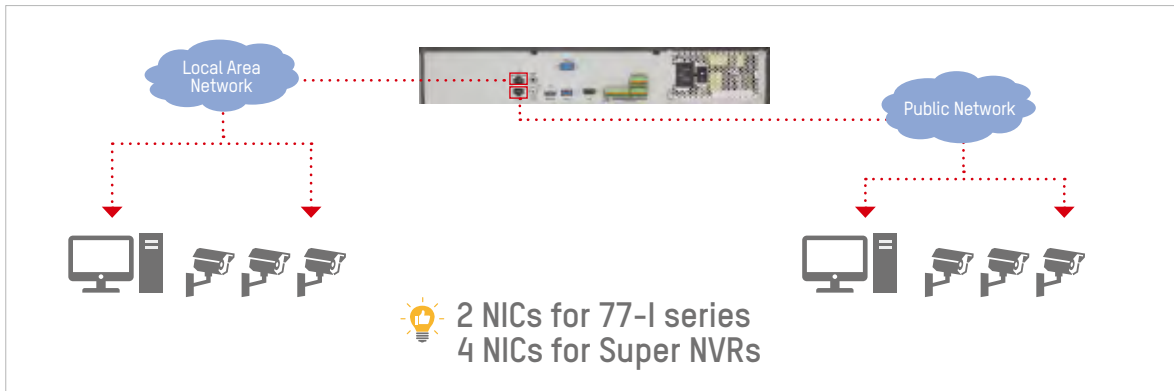 Local Area
Network
Public Network
2 NICs for 77-I series
4 NICs for Super NVRs